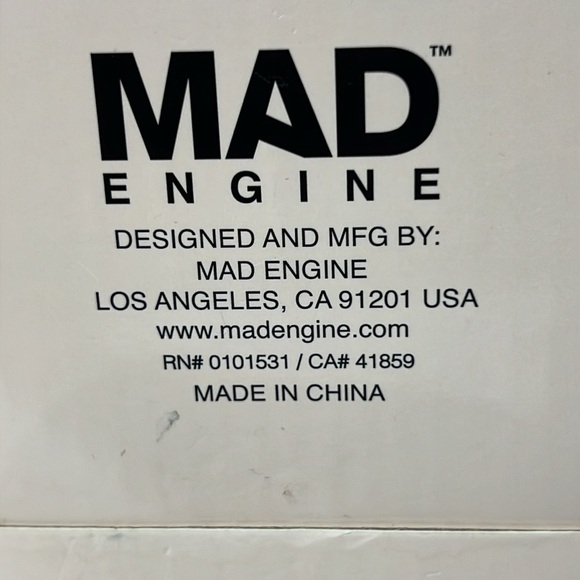 MAD™
ENGINE
DESIGNED AND MFG BY:
MAD ENGINE
LOS ANGELES, CA 91201 USA
www.madengine.com
RN# 0101531 / CA# 41859
MADE IN CHINA